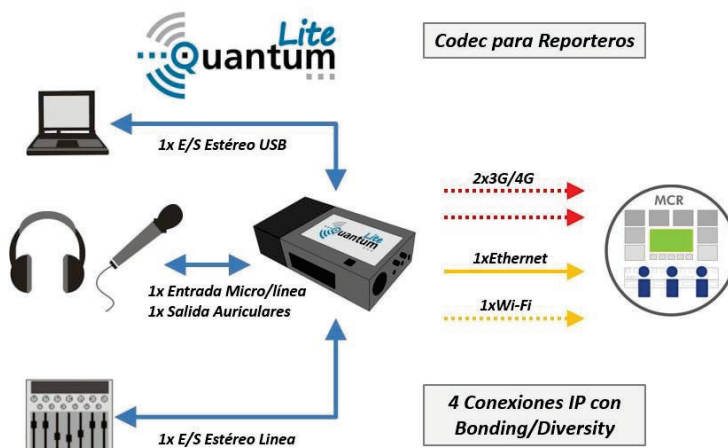 Quantum Lite
Codec para Reporteros
1x E/S Estéreo USB
2x3G/4G
MCR
Quantum Lite
1xEthernet
1x Entrada Micro/línea
1x Salida Auriculares
1xWi-Fi
4 Conexiones IP con
Bonding/Diversity
1x E/S Estéreo Linea